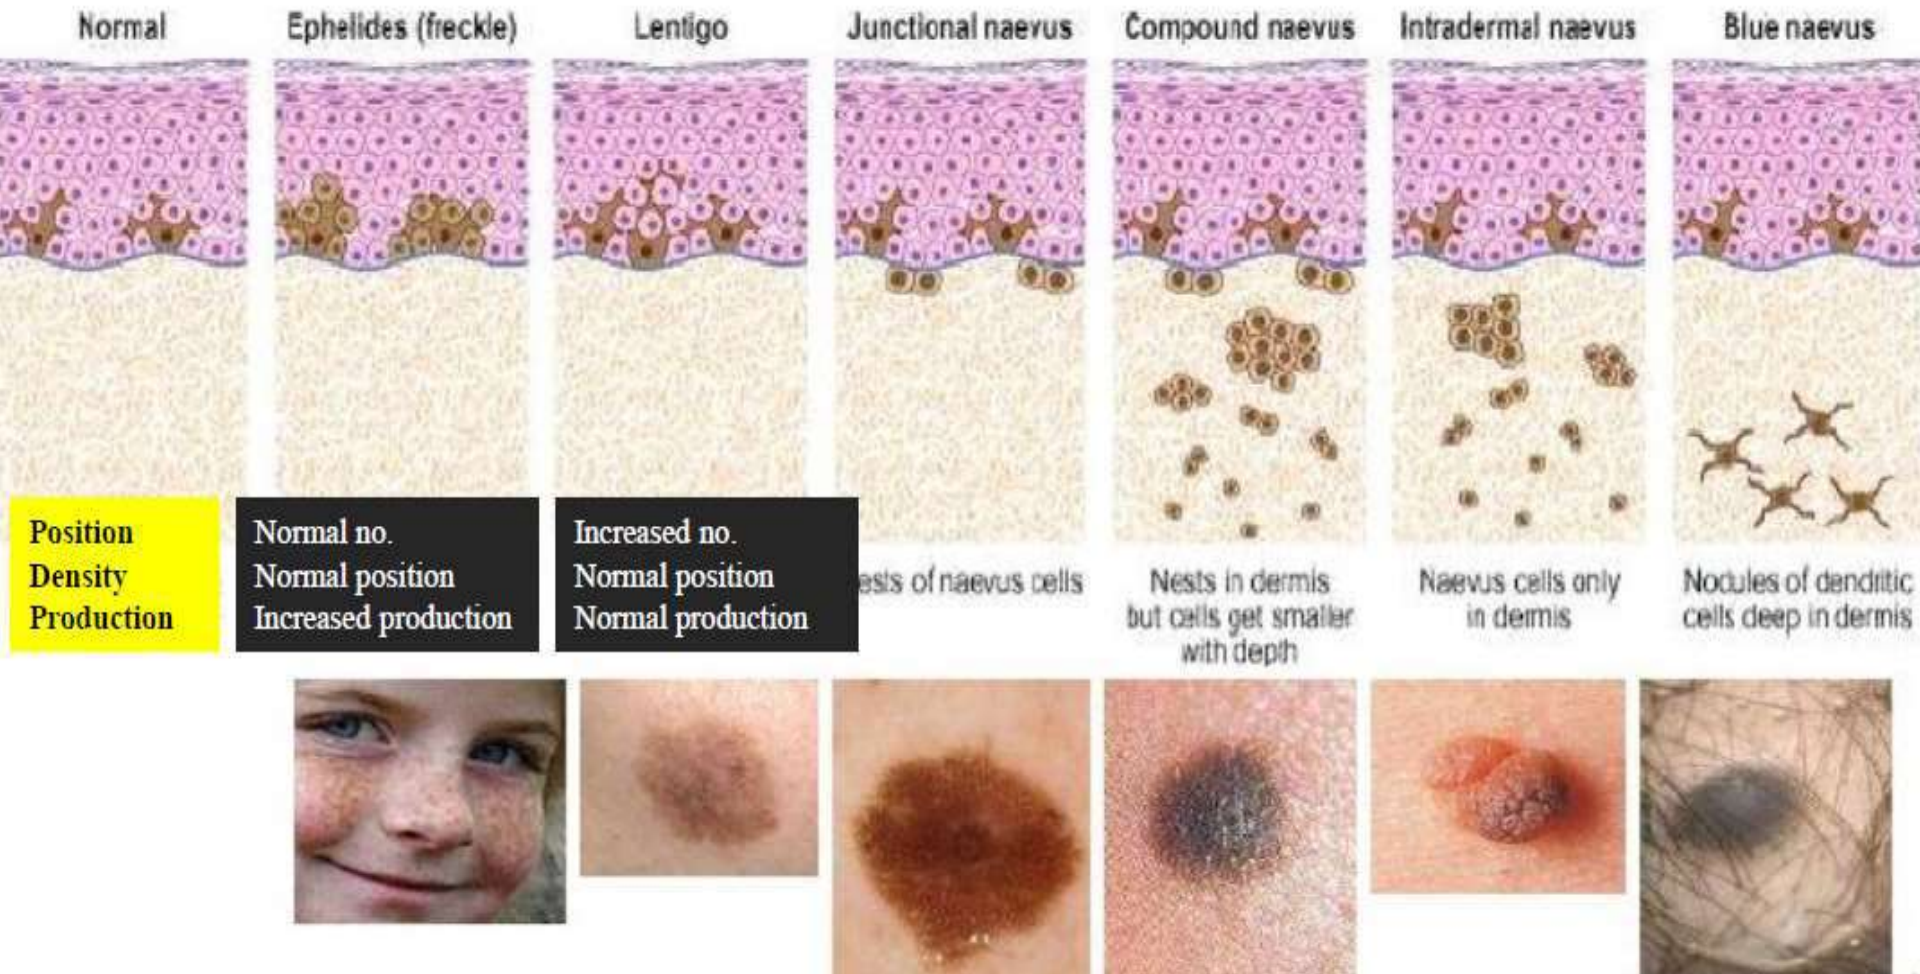 Normal
Ephelides (freckle)
Lentigo
Junctional naevus
Compound naevus
Intradermal naevus
Blue naevus
Position
Density
Production
Normal no.
Normal position
Increased production
Increased no.
Normal position
Normal production
ests of naevus cells
Nests in dermis
but cells get smaller
with depth
Naevus cells only
in dermis
Nodules of dendritic
cells deep in dermis